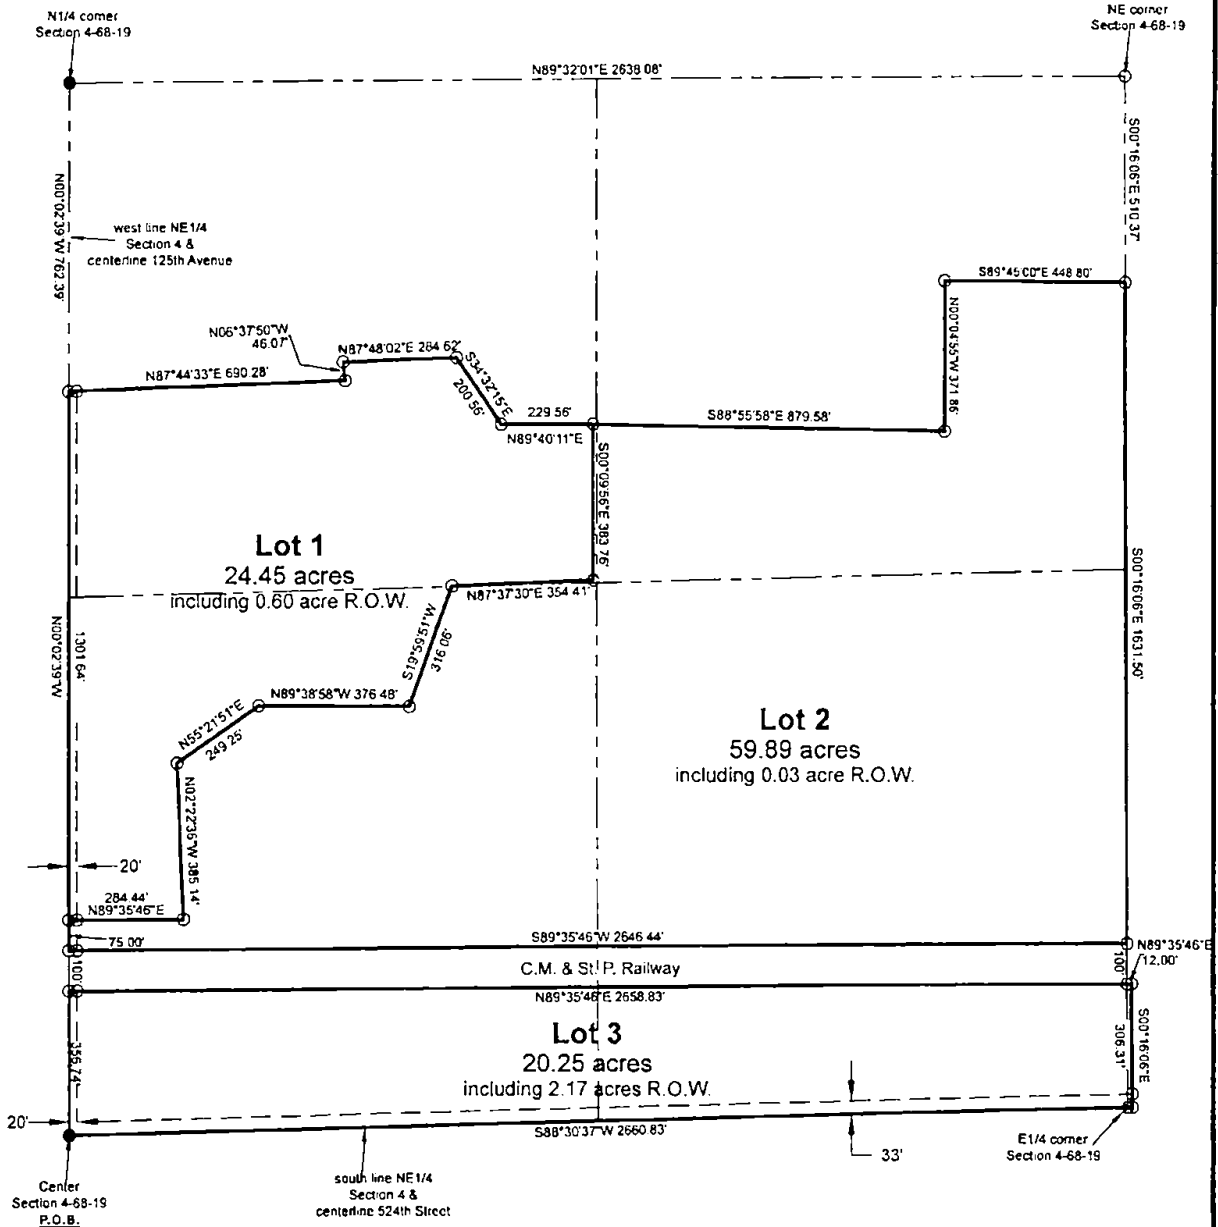 N1/4 corner
Section 4-68-19
NE corner
Section 4-68-19
N89°32'01"E 2638.08'
N00°02'39"W 762.39'
S00°16'06"E 510.37'
west line NE1/4
Section 4 &
centerline 125th Avenue
S89°45'00"E 448.80'
N06°37'50"W
46.07'
N87°48'02"E 284.62'
N87°44'33"E 690.28'
S34°32'15"E
200.56'
N00°04'55"W 371.86'
229.56'
N89°40'11"E
S88°55'58"E 879.58'
S00°09'56"E 383.76'
Lot 1
24.45 acres
including 0.60 acre R.O.W.
N87°37'30"E 354.41'
S00°16'06"E 1631.50'
N00°02'39"W
1301.64'
S19°59'51"W
316.06'
N89°38'58"W 376.48'
N55°21'51"E
249.25'
Lot 2
59.89 acres
including 0.03 acre R.O.W.
N02°22'36"W 385.14'
20'
284.44'
N89°35'46"E
75.00'
S89°35'46"W 2646.44'
N89°35'46"E
12.00'
100'
C.M. & St. P. Railway
100'
N89°35'46"E 2658.83'
Lot 3
20.25 acres
including 2.17 acres R.O.W.
356.74'
306.31'
S00°16'06"E
20'
S88°30'37"W 2660.83'
33'
E1/4 corner
Section 4-68-19
south line NE1/4
Section 4 &
centerline 524th Street
Center
Section 4-68-19
P.O.B.